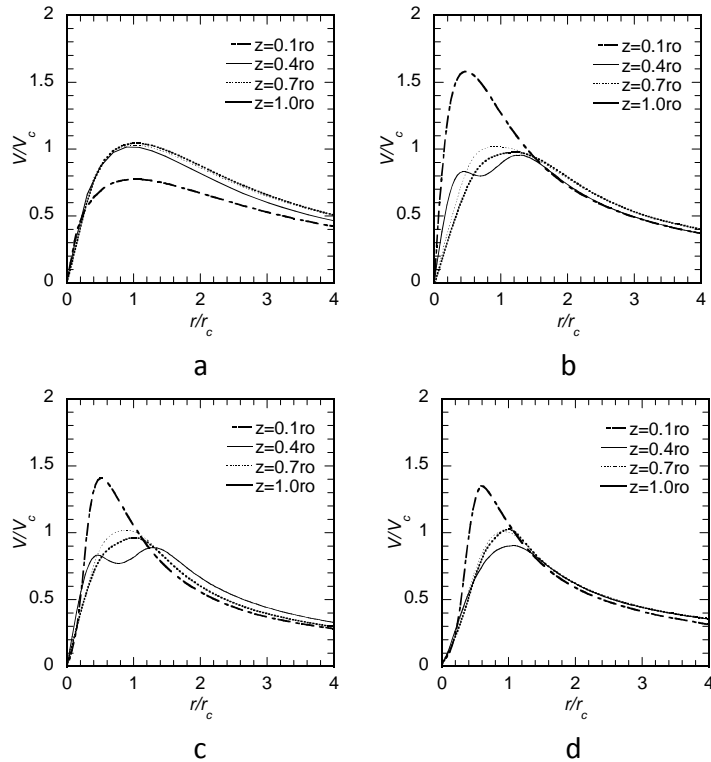 2
1.5
1
0.5
0
V/Vc
z=0.1ro
z=0.4ro
z=0.7ro
z=1.0ro
0 1 2 3 4
r/rc
a
2
1.5
1
0.5
0
V/Vc
z=0.1ro
z=0.4ro
z=0.7ro
z=1.0ro
0 1 2 3 4
r/rc
b
2
1.5
1
0.5
0
V/Vc
z=0.1ro
z=0.4ro
z=0.7ro
z=1.0ro
0 1 2 3 4
r/rc
c
2
1.5
1
0.5
0
V/Vc
z=0.1ro
z=0.4ro
z=0.7ro
z=1.0ro
0 1 2 3 4
r/rc
d